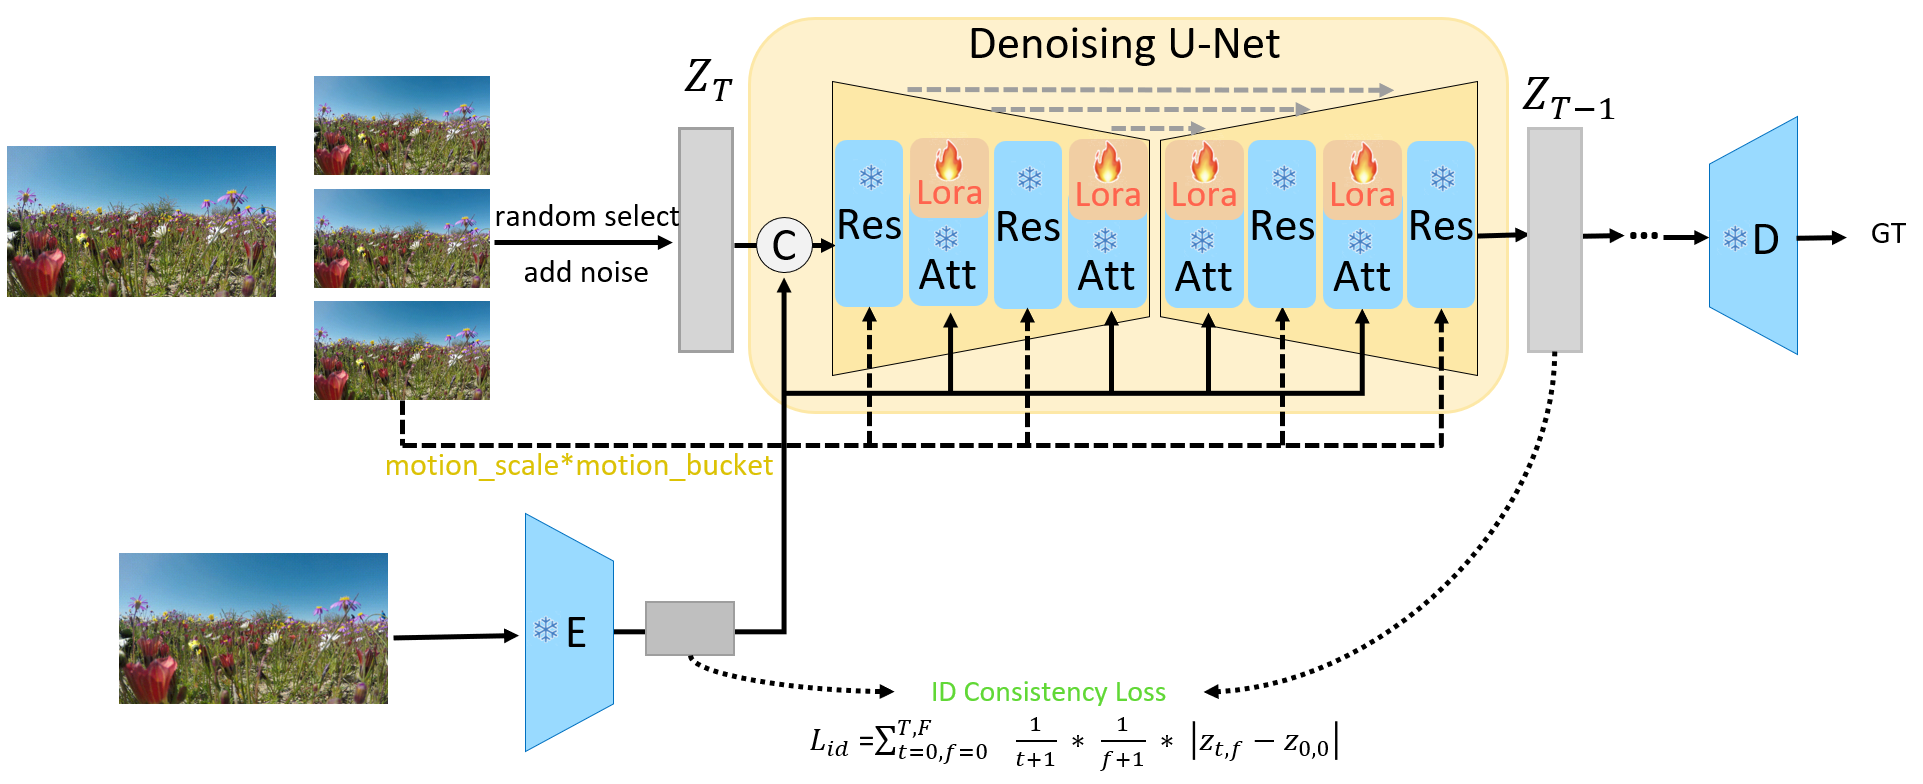 Denoising U-Net
Z_T
Z_{T-1}
random select
add noise
C
Res
Lora
Att
Res
Lora
Att
Lora
Att
Res
Lora
Att
Res
D
GT
motion_scale*motion_bucket
E
ID Consistency Loss
L_{id} =∑_{t=0,f=0}^{T,F} \frac{1}{t+1} * \frac{1}{f+1} * |z_{t,f} − z_{0,0}|